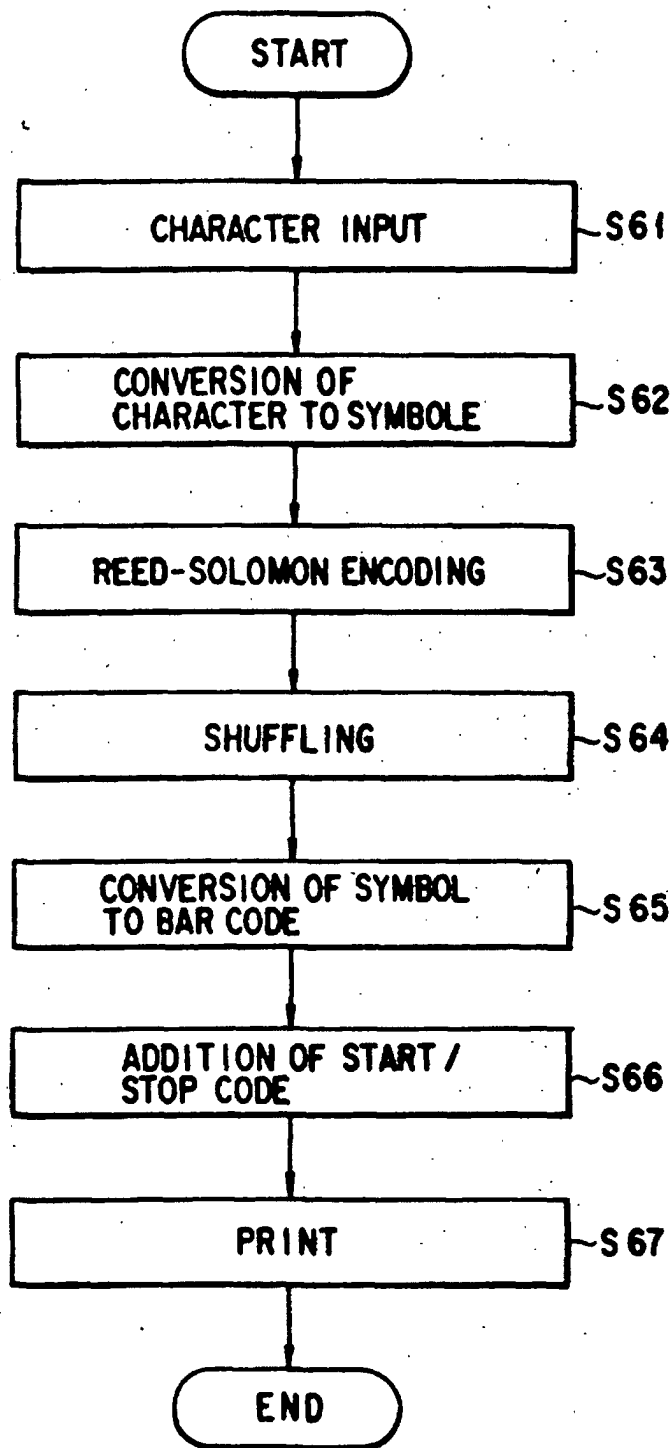 START
CHARACTER INPUT
~S61
CONVERSION OF
CHARACTER TO SYMBOLE
~S62
REED-SOLOMON ENCODING
~S63
SHUFFLING
~S64
CONVERSION OF SYMBOL
TO BAR CODE
~S65
ADDITION OF START /
STOP CODE
~S66
PRINT
~S67
END